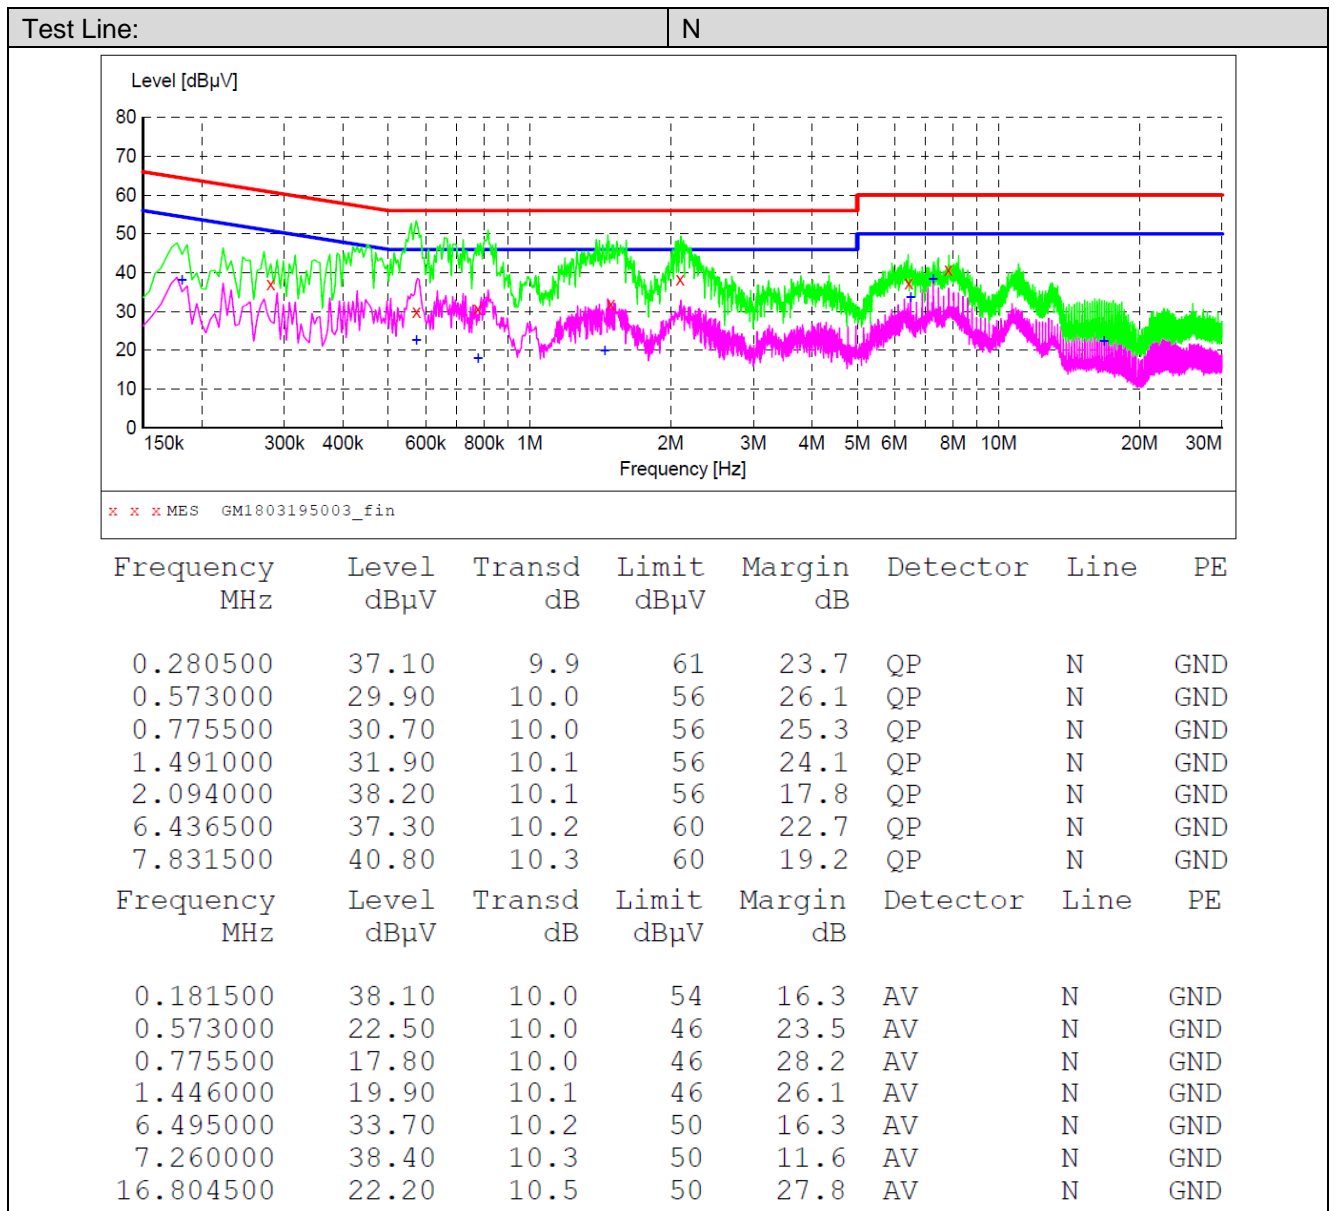 Test Line: N
Level [dBµV]
80
70
60
50
40
30
20
10
0
150k 300k 400k 600k 800k 1M 2M 3M 4M 5M 6M 8M 10M 20M 30M
Frequency [Hz]
x x x MES GM1803195003_fin
Frequency Level Transd Limit Margin Detector Line PE
MHz dBµV dB dBµV dB
0.280500 37.10 9.9 61 23.7 QP N GND
0.573000 29.90 10.0 56 26.1 QP N GND
0.775500 30.70 10.0 56 25.3 QP N GND
1.491000 31.90 10.1 56 24.1 QP N GND
2.094000 38.20 10.1 56 17.8 QP N GND
6.436500 37.30 10.2 60 22.7 QP N GND
7.831500 40.80 10.3 60 19.2 QP N GND
Frequency Level Transd Limit Margin Detector Line PE
MHz dBµV dB dBµV dB
0.181500 38.10 10.0 54 16.3 AV N GND
0.573000 22.50 10.0 46 23.5 AV N GND
0.775500 17.80 10.0 46 28.2 AV N GND
1.446000 19.90 10.1 46 26.1 AV N GND
6.495000 33.70 10.2 50 16.3 AV N GND
7.260000 38.40 10.3 50 11.6 AV N GND
16.804500 22.20 10.5 50 27.8 AV N GND